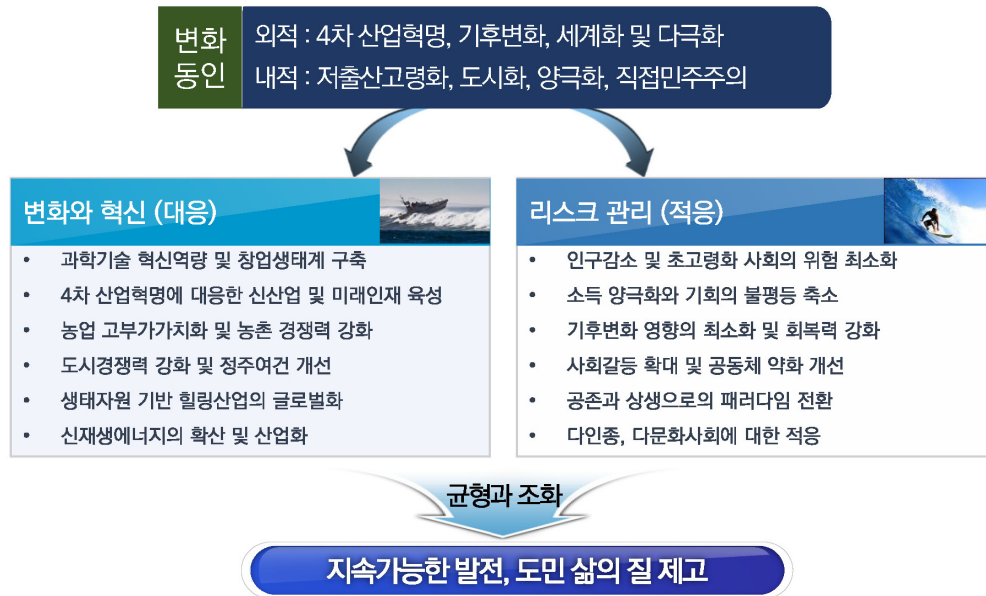 변화
동인
외적 : 4차 산업혁명, 기후변화, 세계화 및 다극화
내적 : 저출산고령화, 도시화, 양극화, 직접민주주의
변화와 혁신 (대응)
• 과학기술 혁신역량 및 창업생태계 구축
• 4차 산업혁명에 대응한 신산업 및 미래인재 육성
• 농업 고부가가치화 및 농촌 경쟁력 강화
• 도시경쟁력 강화 및 정주여건 개선
• 생태자원 기반 힐링산업의 글로벌화
• 신재생에너지의 확산 및 산업화
리스크 관리 (적응)
• 인구감소 및 초고령화 사회의 위험 최소화
• 소득 양극화와 기회의 불평등 축소
• 기후변화 영향의 최소화 및 회복력 강화
• 사회갈등 확대 및 공동체 약화 개선
• 공존과 상생으로의 패러다임 전환
• 다인종, 다문화사회에 대한 적응
균형과 조화
지속가능한 발전, 도민 삶의 질 제고